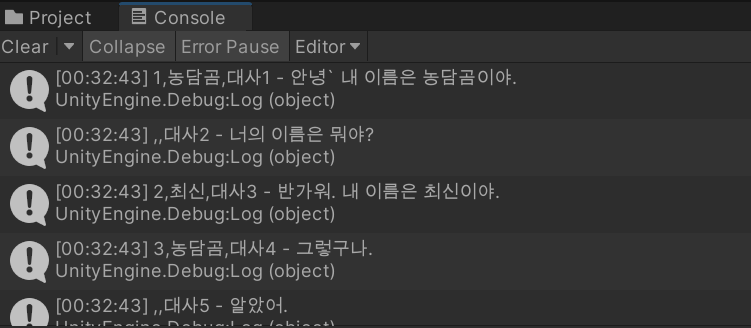 Project Console
Clear Collapse Error Pause Editor
[00:32:43] 1,농담곰,대사1 - 안녕` 내 이름은 농담곰이야.
UnityEngine.Debug:Log (object)
[00:32:43] ,,대사2 - 너의 이름은 뭐야?
UnityEngine.Debug:Log (object)
[00:32:43] 2,최신,대사3 - 반가워. 내 이름은 최신이야.
UnityEngine.Debug:Log (object)
[00:32:43] 3,농담곰,대사4 - 그렇구나.
UnityEngine.Debug:Log (object)
[00:32:43] ,,대사5 - 알았어.
UnityEngine.Debug:Log (object)